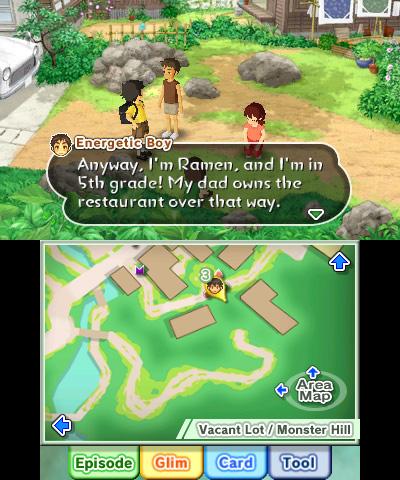 Energetic Boy
Anyway, I'm Ramen, and I'm in
5th grade! My dad owns the
restaurant over that way.
3
Area
Map
Vacant Lot / Monster Hill
Episode
Glim
Card
Tool